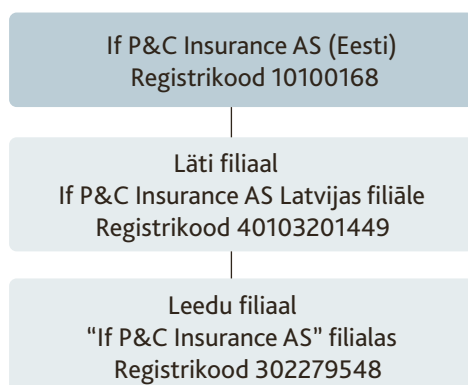 If P&C Insurance AS (Eesti)
Registrikood 10100168
Läti filiaal
If P&C Insurance AS Latvijas filiāle
Registrikood 40103201449
Leedu filiaal
“If P&C Insurance AS” filialas
Registrikood 302279548